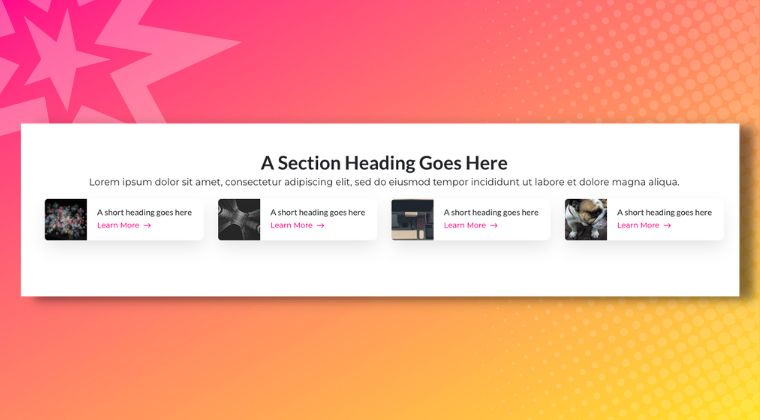 A Section Heading Goes Here
Lorem ipsum dolor sit amet, consectetur adipiscing elit, sed do eiusmod tempor incididunt ut labore et dolore magna aliqua.
A short heading goes here
Learn More →
A short heading goes here
Learn More →
A short heading goes here
Learn More →
A short heading goes here
Learn More →